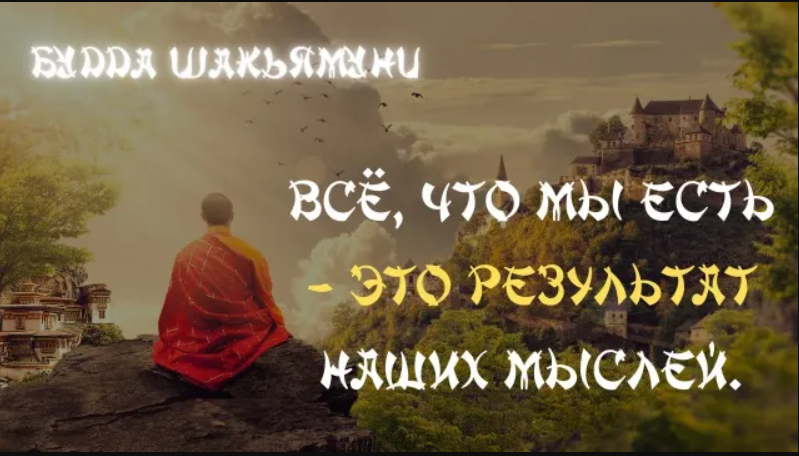 БУДДА ШАКЬЯМУНИ
ВСЁ, ЧТО МЫ ЕСТЬ
- ЭТО РЕЗУЛЬТАТ
НАШИХ МЫСЛЕЙ.